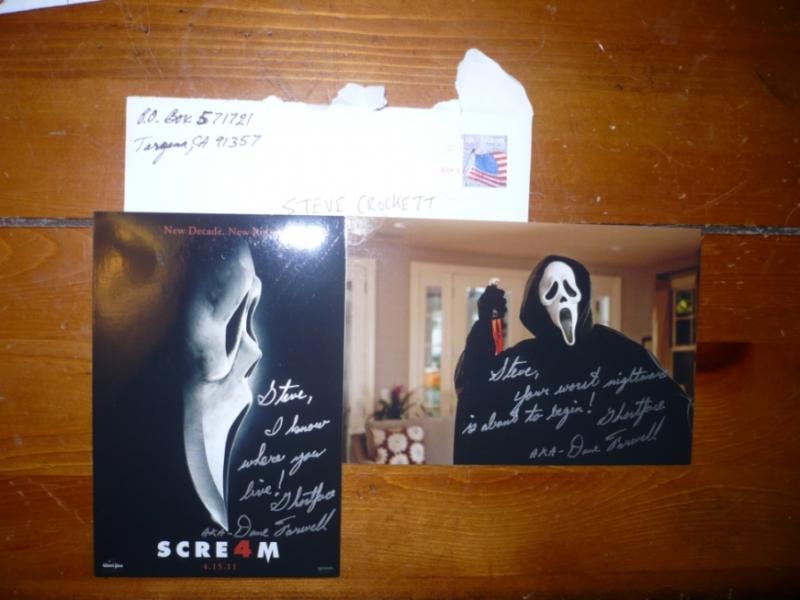 P.O. Box 571721
Tarzana, CA 91357
STEVE CROCKETT
New Decade. New
Steve,
I know
where you
live!
Ghostface
AKA - Dane Farwell
SCRE4M
4.15.11
Steve,
your worst nightmare
is about to begin!
Ghostface
AKA - Dane Farwell